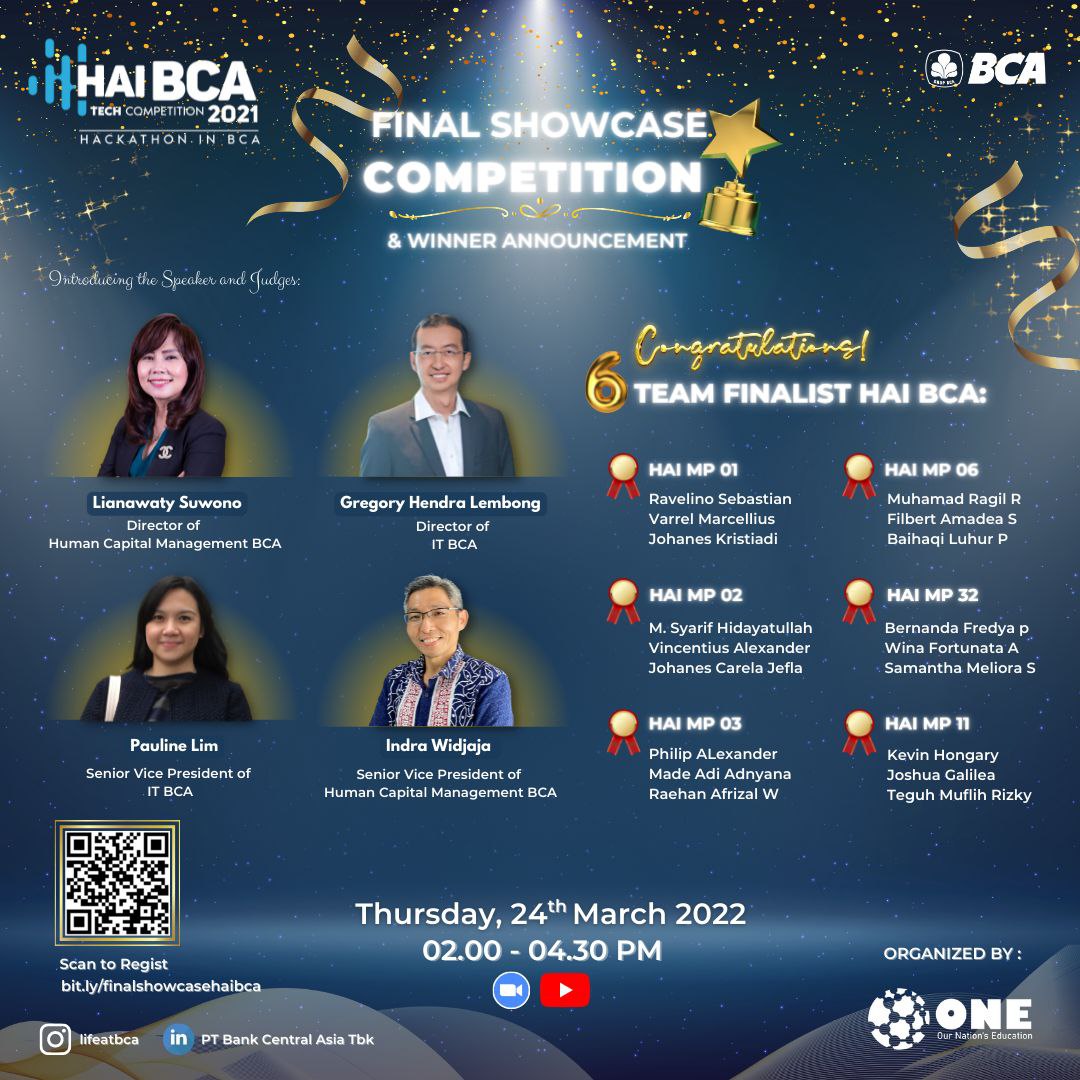 HAI BCA
TECH COMPETITION 2021
HACKATHON IN BCA
BCA
FINAL SHOWCASE
COMPETITION
& WINNER ANNOUNCEMENT
Introducing the Speaker and Judges:
Lianawaty Suwono
Director of
Human Capital Management BCA
Gregory Hendra Lembong
Director of
IT BCA
Pauline Lim
Senior Vice President of
IT BCA
Indra Widjaja
Senior Vice President of
Human Capital Management BCA
Congratulations!
6 TEAM FINALIST HAI BCA:
HAI MP 01
Ravelino Sebastian
Varrel Marcellius
Johanes Kristiadi
HAI MP 06
Muhamad Ragil R
Filbert Amadea S
Baihaqi Luhur P
HAI MP 02
M. Syarif Hidayatullah
Vincentius Alexander
Johanes Carela Jefla
HAI MP 32
Bernanda Fredya p
Wina Fortunata A
Samantha Meliora S
HAI MP 03
Philip ALexander
Made Adi Adnyana
Raehan Afrizal W
HAI MP 11
Kevin Hongary
Joshua Galilea
Teguh Muflih Rizky
Scan to Regist
bit.ly/finalshowcasehaibca
Thursday, 24th March 2022
02.00 - 04.30 PM
lifeatbca
in PT Bank Central Asia Tbk
ORGANIZED BY :
ONE
Our Nation's Education